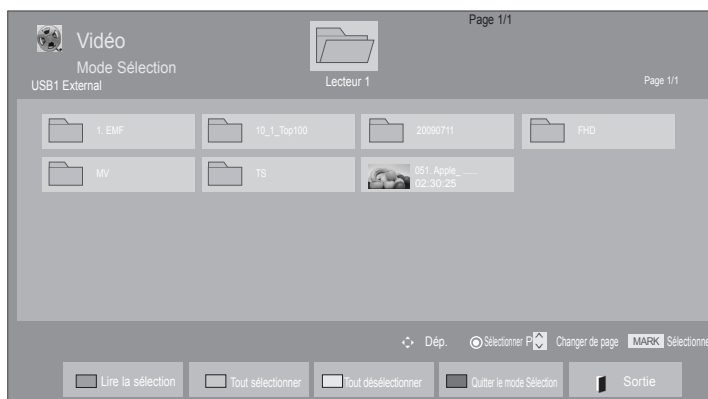 Page 1/1
Vidéo
Mode Sélection
USB1 External
Lecteur 1
Page 1/1
1. EMF
10_1_Top100
20090711
FHD
MV
TS
051. Apple_ ......
02:30:25
Dép. Sélectionner P Changer de page MARK Sélectionne
Lire la sélection
Tout sélectionner
Tout désélectionner
Quitter le mode Sélection
Sortie